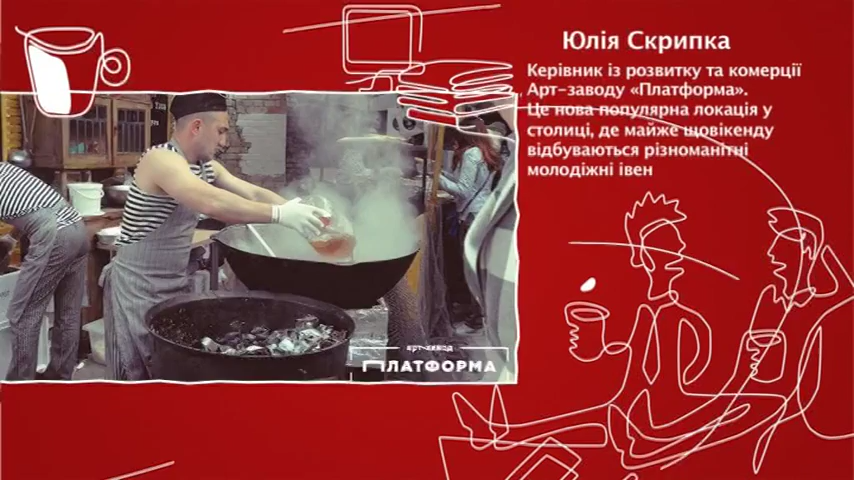 Юлія Скрипка
Керівник із розвитку та комерції
Арт-заводу «Платформа».
Це нова популярна локація у
столиці, де майже щовікенду
відбуваються різноманітні
молодіжні івен
арт-завод
ПЛАТФОРМА